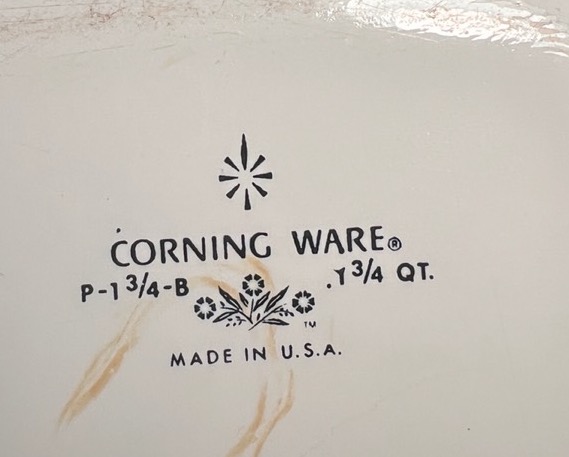 CORNING WARE®
P-1 3/4-B .1 3/4 QT.
TM
MADE IN U.S.A.